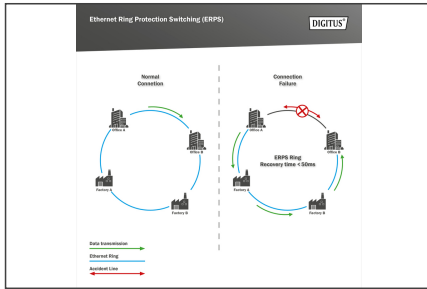 Ethernet Ring Protection Switching (ERPS)
DIGITUS®
Normal
Connetion
Connection
Failure
Office A
Office B
Factory A
Factory B
Office A
Office B
ERPS Ring
Recovery time <50ms
Factory A
Factory B
Data transmission
Ethernet Ring
Accident Line